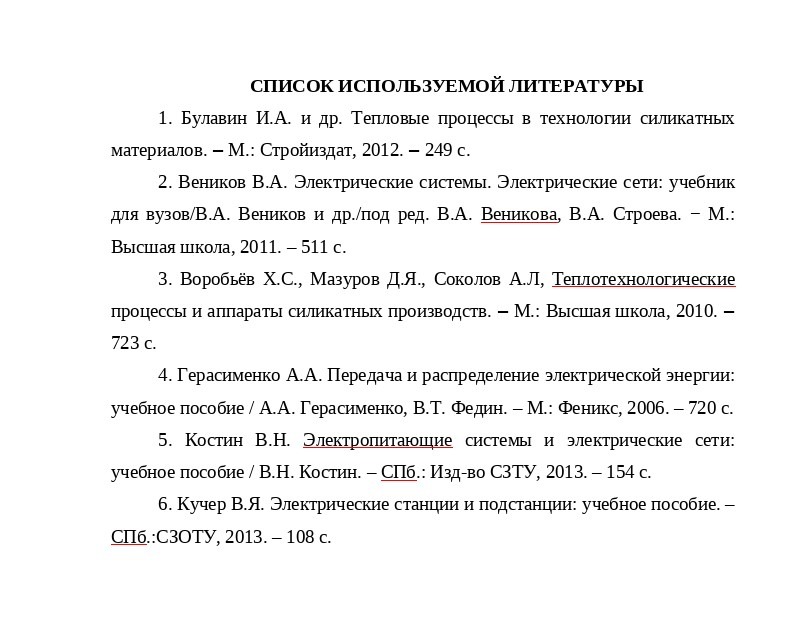 СПИСОК ИСПОЛЬЗУЕМОЙ ЛИТЕРАТУРЫ
1. Булавин И.А. и др. Тепловые процессы в технологии силикатных
материалов. – М.: Стройиздат, 2012. – 249 с.
2. Веников В.А. Электрические системы. Электрические сети: учебник
для вузов/В.А. Веников и др./под ред. В.А. Веникова, В.А. Строева. − М.:
Высшая школа, 2011. – 511 с.
3. Воробьёв Х.С., Мазуров Д.Я., Соколов А.Л, Теплотехнологические
процессы и аппараты силикатных производств. – М.: Высшая школа, 2010. –
723 с.
4. Герасименко А.А. Передача и распределение электрической энергии:
учебное пособие / А.А. Герасименко, В.Т. Федин. – М.: Феникс, 2006. – 720 с.
5. Костин В.Н. Электропитающие системы и электрические сети:
учебное пособие / В.Н. Костин. – СПб.: Изд-во СЗТУ, 2013. – 154 с.
6. Кучер В.Я. Электрические станции и подстанции: учебное пособие. –
СПб.:СЗОТУ, 2013. – 108 с.